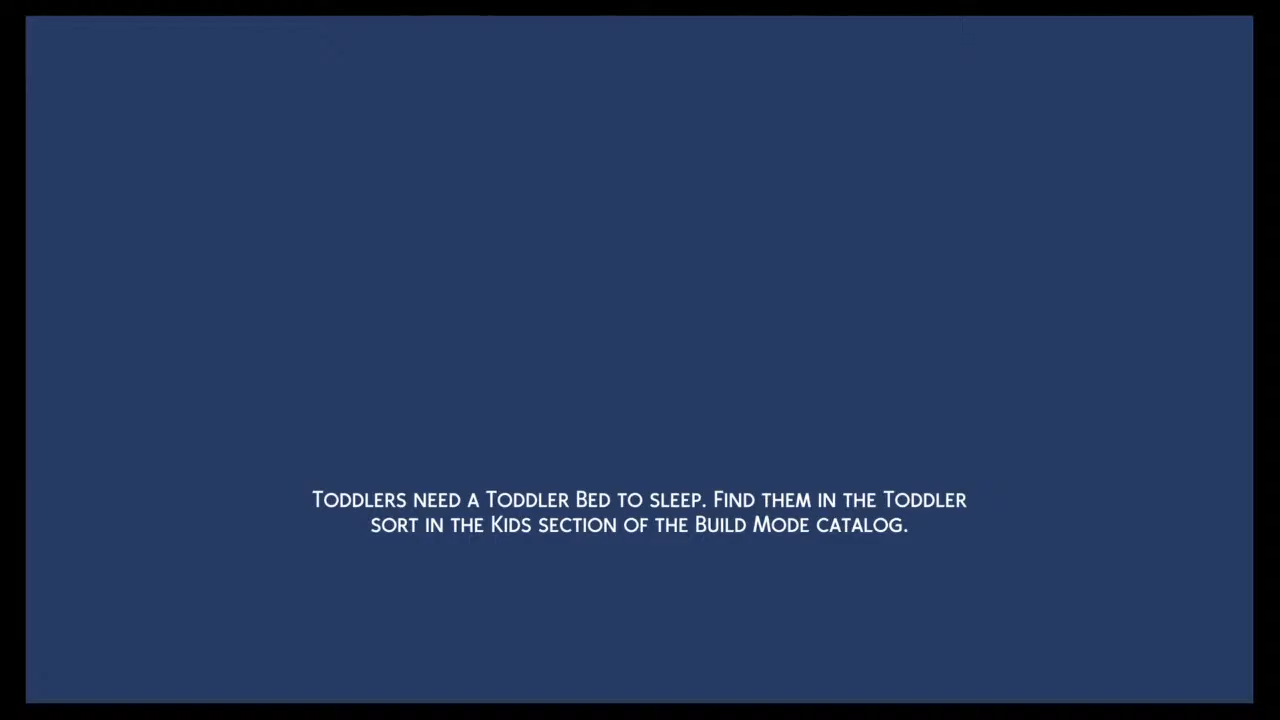 Toddlers need a Toddler Bed to sleep. Find them in the Toddler
sort in the Kids section of the Build Mode catalog.